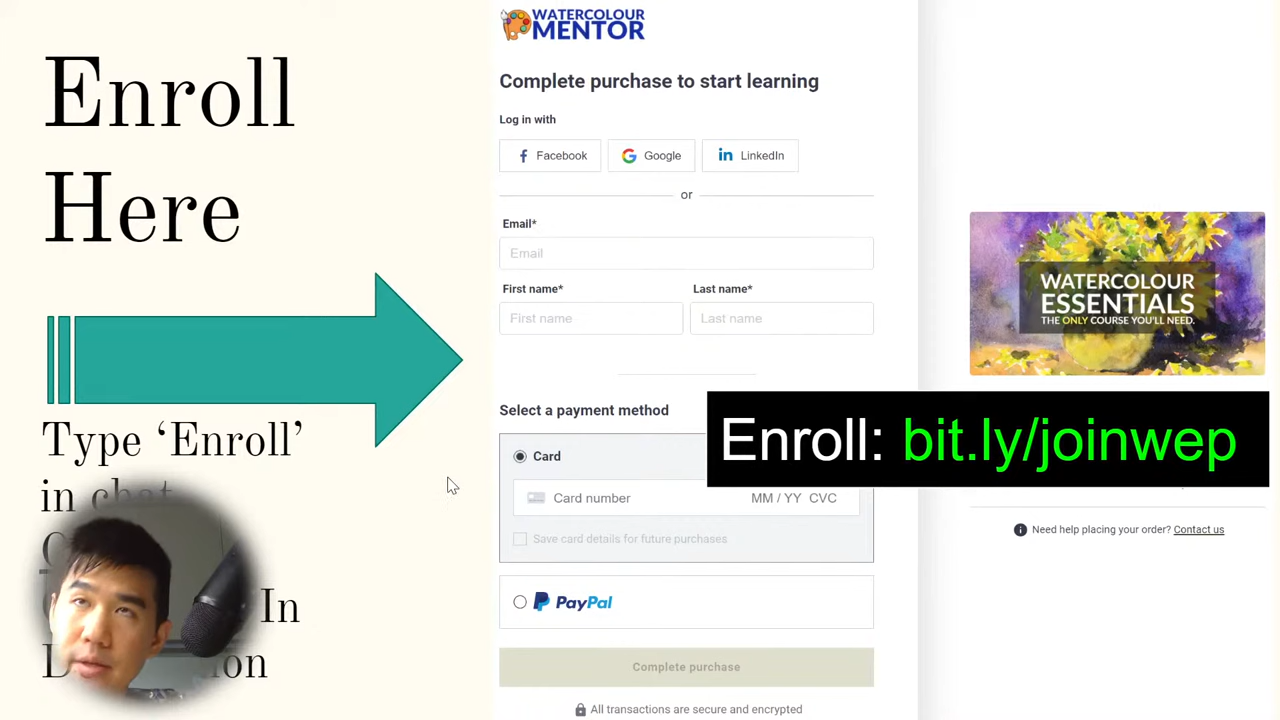 Enroll
Here
Type ‘Enroll’
in chat
In
WATERCOLOUR
MENTOR
Complete purchase to start learning
Log in with
Facebook Google LinkedIn
or
Email*
Email
First name* Last name*
First name Last name
Select a payment method
Card
Card number MM / YY CVC
Save card details for future purchases
PayPal
Complete purchase
All transactions are secure and encrypted
WATERCOLOUR
ESSENTIALS
THE ONLY COURSE YOU'LL NEED.
Enroll: bit.ly/joinwep
Need help placing your order? Contact us